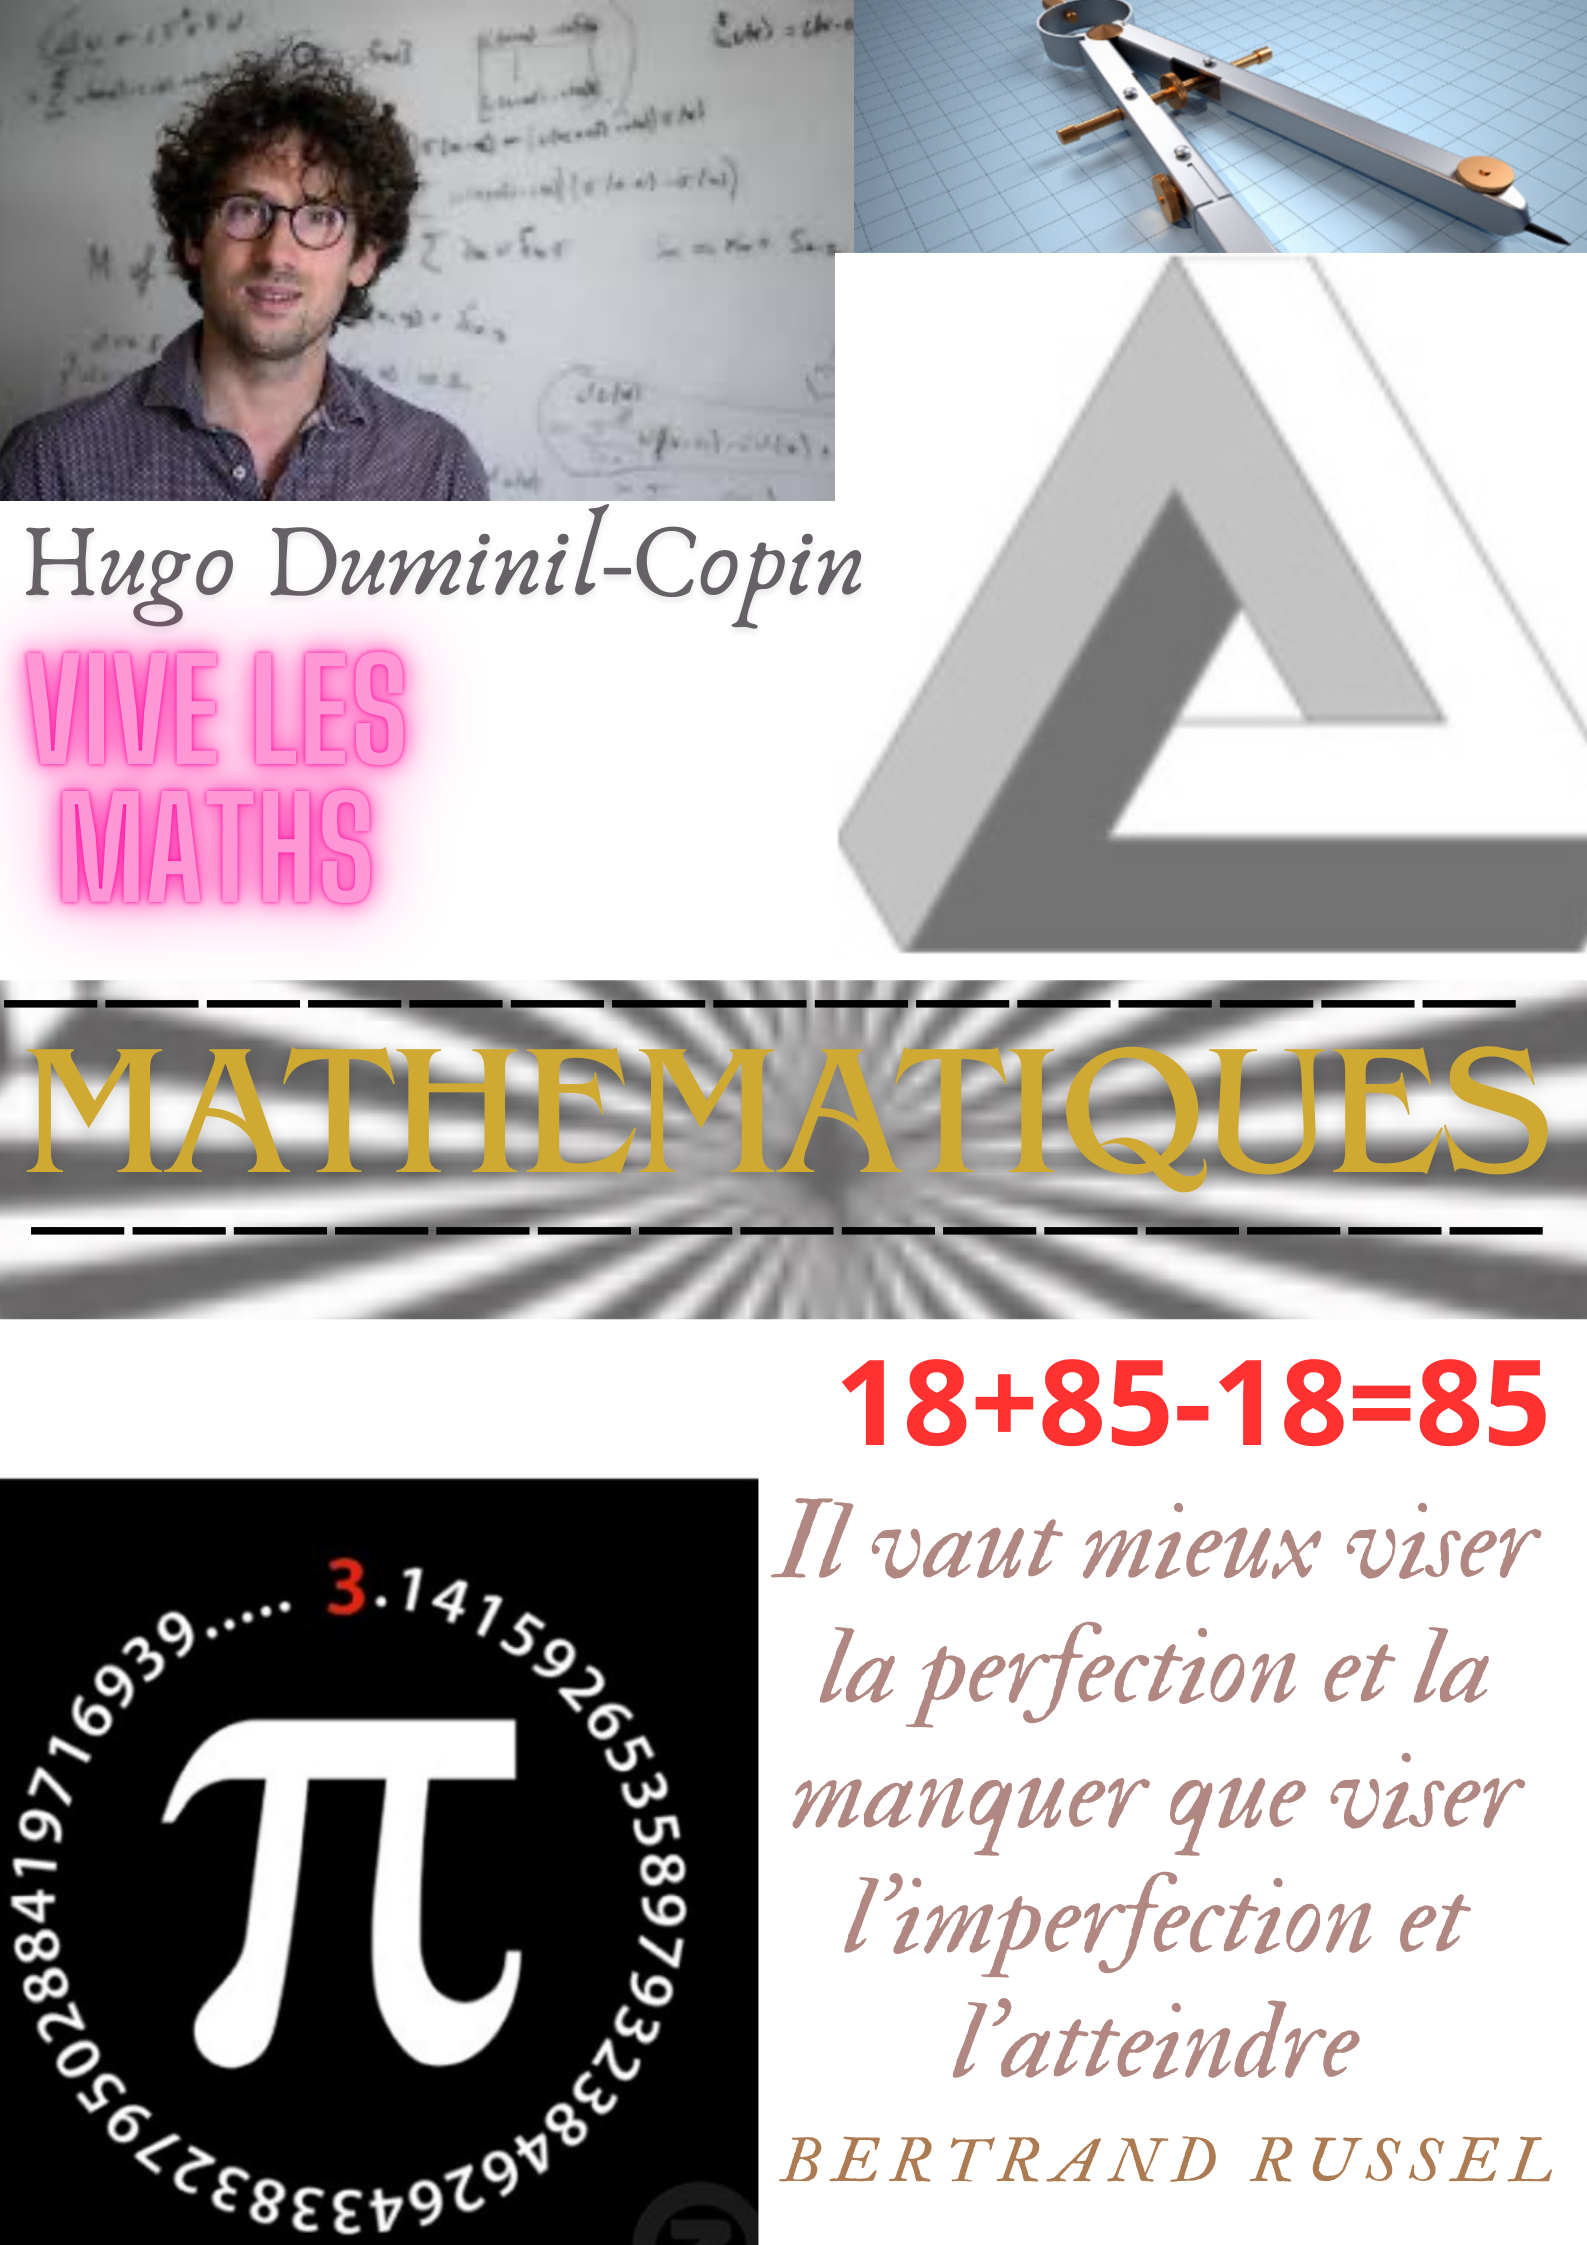 Hugo Duminil-Copin
VIVE LES
MATHS
MATHEMATIQUES
18+85-18=85
3.14159265358979323846264338327950288419716939.....
π
Il vaut mieux viser
la perfection et la
manquer que viser
l'imperfection et
l'atteindre
BERTRAND RUSSEL